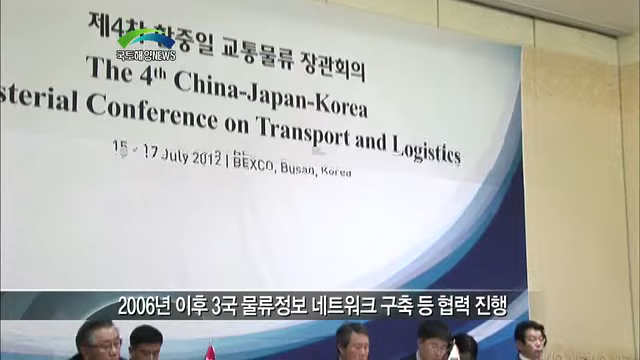 제4차 한중일 교통물류 장관회의
국토해양NEWS
The 4th China-Japan-Korea
sterial Conference on Transport and Logistics
15 - 17 July 2012 | BEXCO, Busan, Korea
2006년 이후 3국 물류정보 네트워크 구축 등 협력 진행